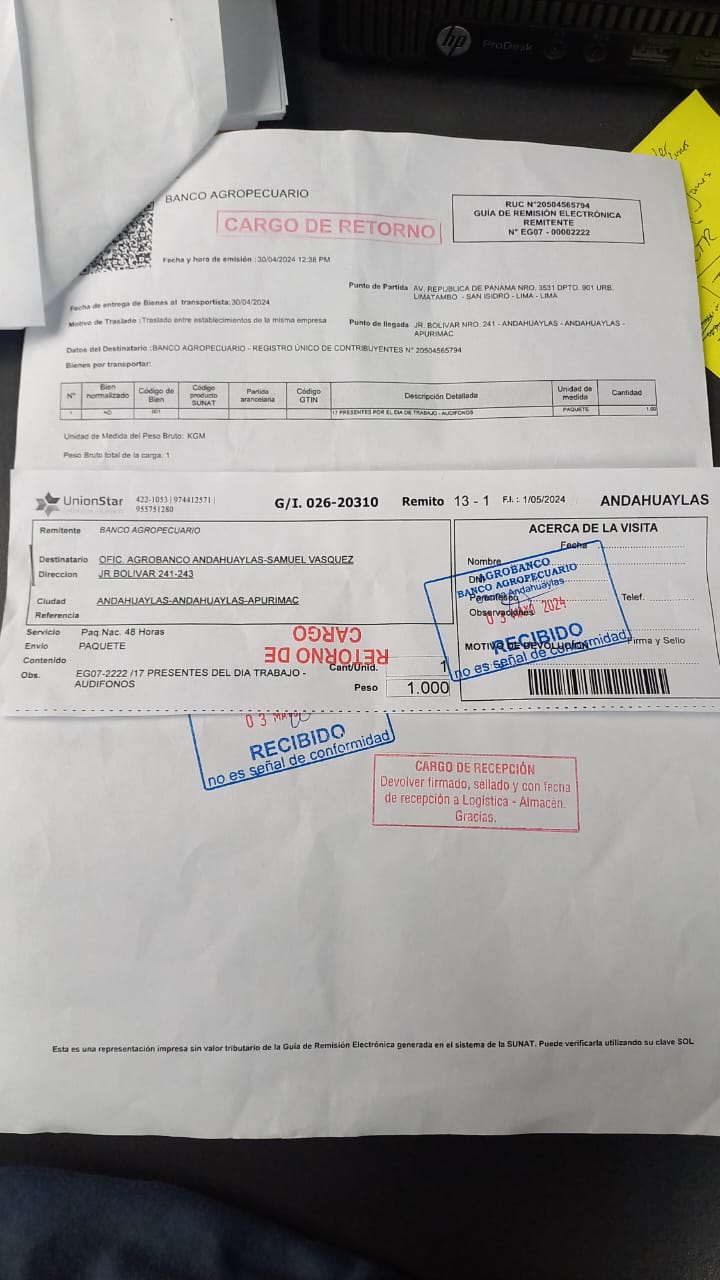 hp ProDesk
BANCO AGROPECUARIO
CARGO DE RETORNO
RUC N°20504565794
GUÍA DE REMISIÓN ELECTRÓNICA
REMITENTE
N° EG07 - 00002222
Fecha y hora de emisión :30/04/2024 12:38 PM
Fecha de entrega de Bienes al transportista:30/04/2024
Punto de Partida AV. REPUBLICA DE PANAMA NRO. 3531 DPTO. 901 URB.
LIMATAMBO - SAN ISIDRO - LIMA - LIMA
Motivo de Traslado :Traslado entre establecimientos de la misma empresa
Punto de llegada JR. BOLIVAR NRO. 241 - ANDAHUAYLAS - ANDAHUAYLAS -
APURIMAC
Datos del Destinatario :BANCO AGROPECUARIO - REGISTRO ÚNICO DE CONTRIBUYENTES N° 20504565794
Bienes por transportar:
N° Bien normalizado Código de Bien Código producto SUNAT Partida arancelaria Código GTIN Descripción Detallada Unidad de medida Cantidad
1 NO 001 17 PRESENTES POR EL DIA DE TRABAJO - AUDIFONOS PAQUETE 1.00
Unidad de Medida del Peso Bruto: KGM
Peso Bruto total de la carga: 1
UnionStar 422-1053 | 974412571 |
955751280
G/I. 026-20310 Remito 13 - 1 F.I.: 1/05/2024 ANDAHUAYLAS
Remitente BANCO AGROPECUARIO
Destinatario OFIC. AGROBANCO ANDAHUAYLAS-SAMUEL VASQUEZ
Direccion JR BOLIVAR 241-243
Ciudad ANDAHUAYLAS-ANDAHUAYLAS-APURIMAC
Referencia
Servicio Paq.Nac. 48 Horas
Envio PAQUETE
Contenido
Obs. EG07-2222 /17 PRESENTES DEL DIA TRABAJO -
AUDIFONOS
CARGO
RETORNO DE
Cant/Unid. 1
Peso 1.000
ACERCA DE LA VISITA
Fecha
Nombre
DNI
Parentesco
Telef.
Observaciones
MOTIVO DE DEVOLUCIÓN
Firma y Sello
AGROBANCO
BANCO AGROPECUARIO
Andahuaylas
03 MAYO 2024
RECIBIDO
no es señal de conformidad
03 MAYO
RECIBIDO
no es señal de conformidad
CARGO DE RECEPCIÓN
Devolver firmado, sellado y con fecha
de recepción a Logística - Almacén.
Gracias.
Esta es una representación impresa sin valor tributario de la Guía de Remisión Electrónica generada en el sistema de la SUNAT. Puede verificarla utilizando su clave SOL